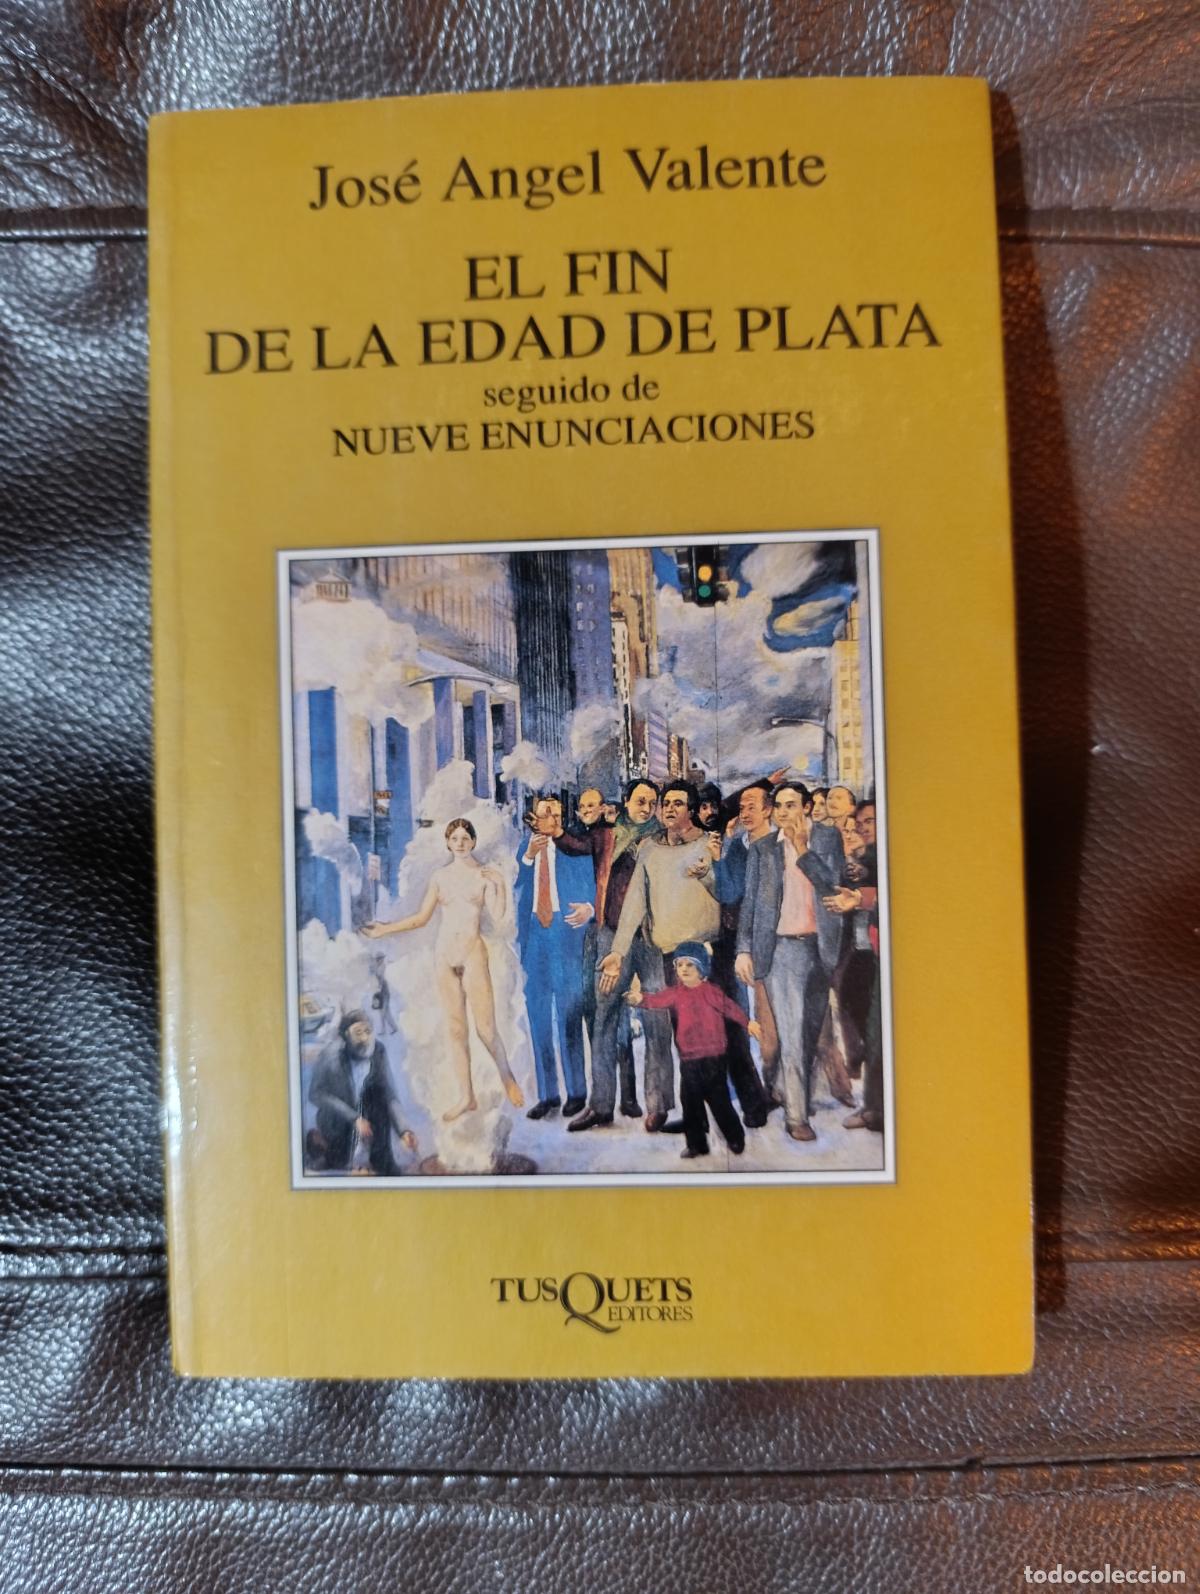 José Angel Valente
EL FIN
DE LA EDAD DE PLATA
seguido de
NUEVE ENUNCIACIONES
TUSQUETS
EDITORES
todocoleccion